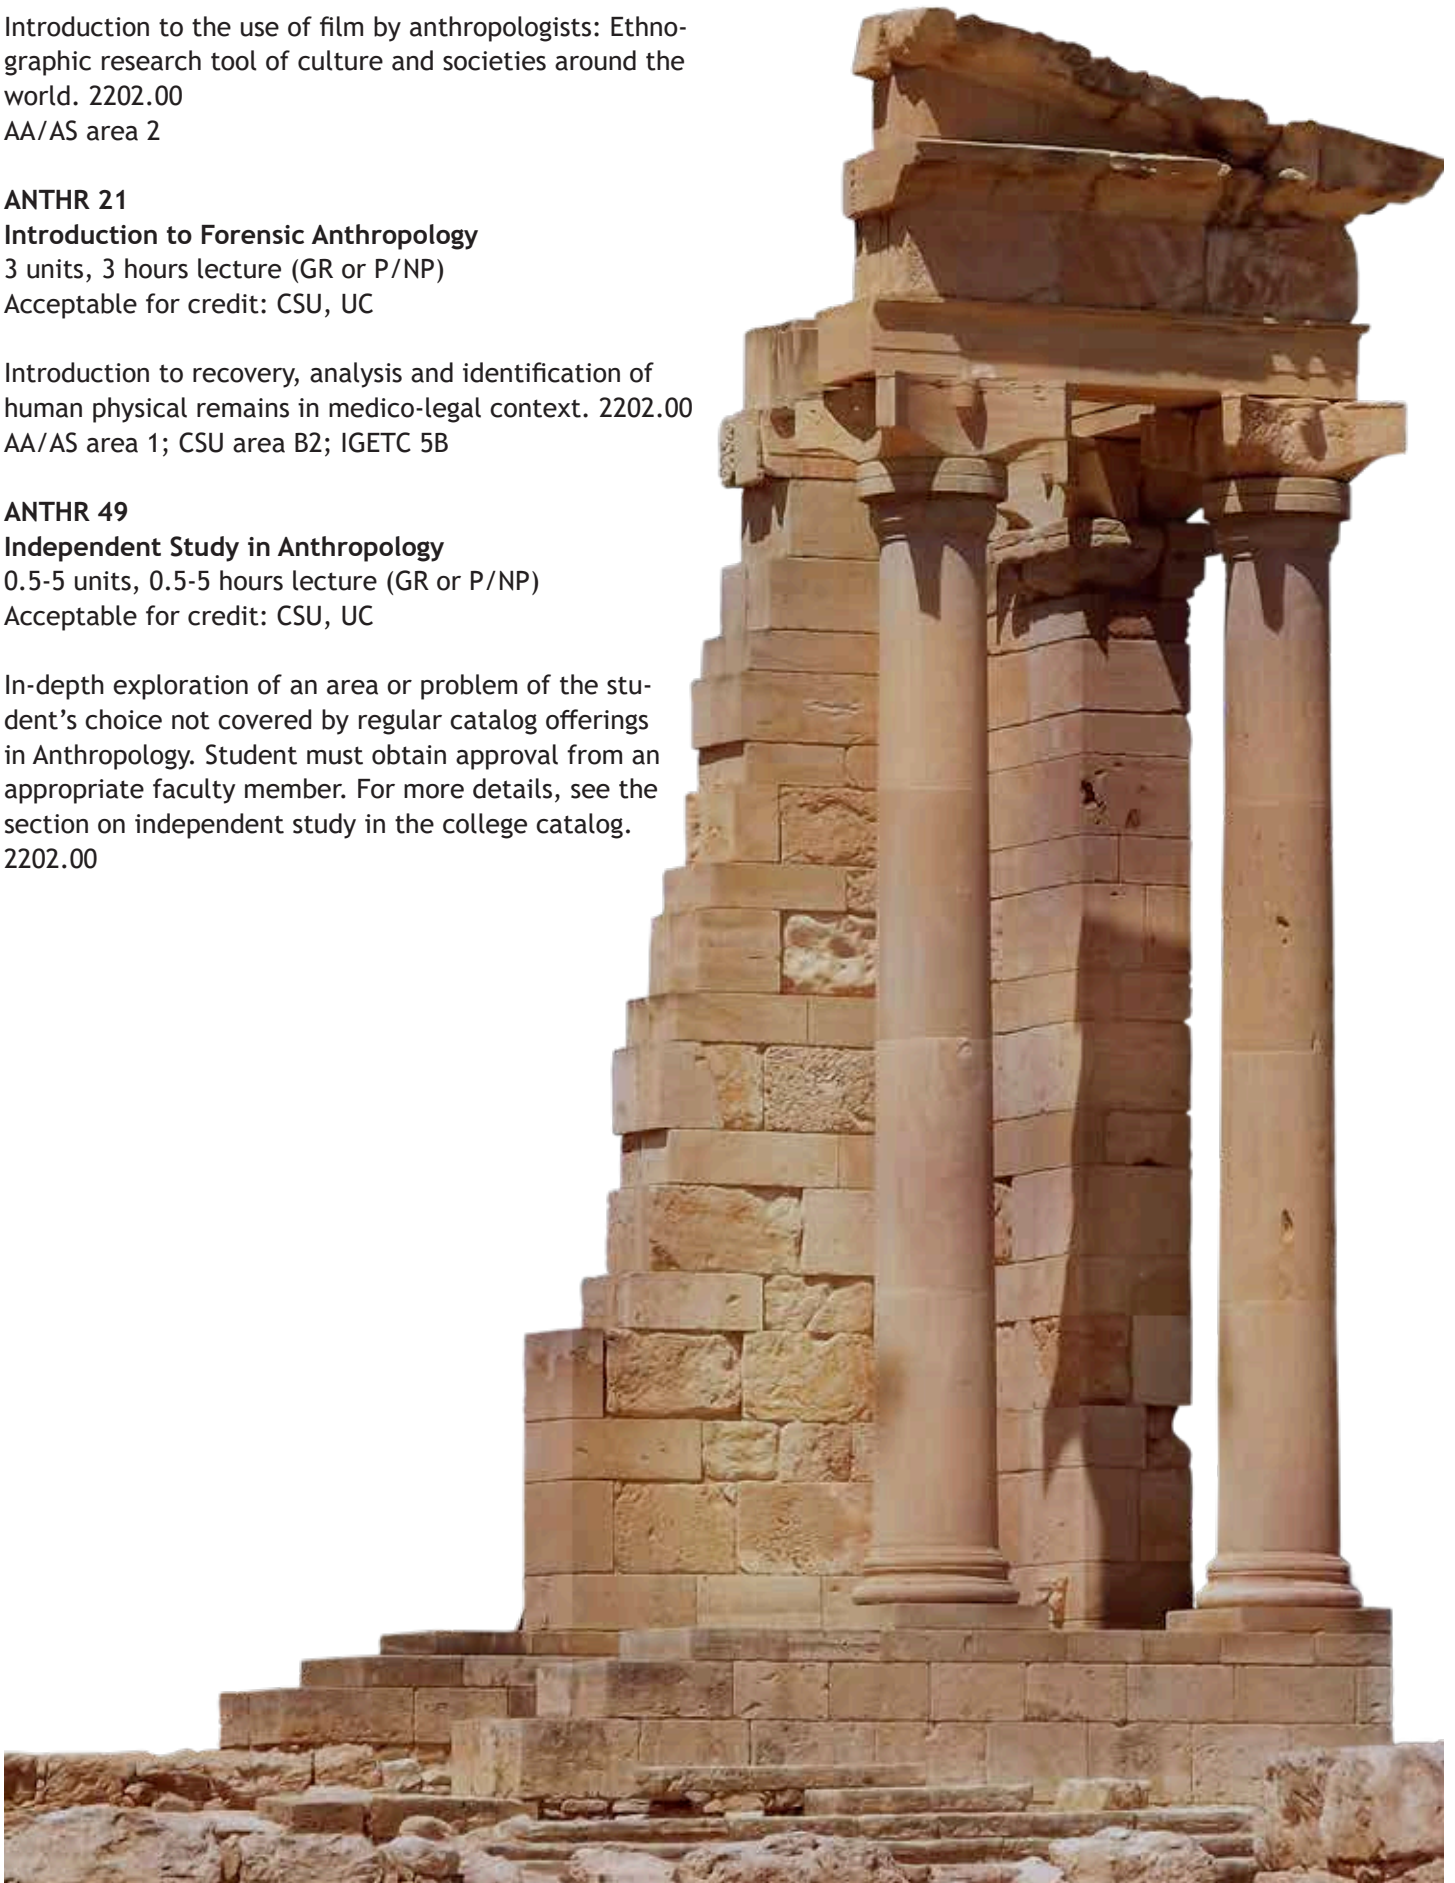 Introduction to the use of film by anthropologists: Ethno-
graphic research tool of culture and societies around the
world. 2202.00
AA/AS area 2
ANTHR 21
Introduction to Forensic Anthropology
3 units, 3 hours lecture (GR or P/NP)
Acceptable for credit: CSU, UC
Introduction to recovery, analysis and identification of
human physical remains in medico-legal context. 2202.00
AA/AS area 1; CSU area B2; IGETC 5B
ANTHR 49
Independent Study in Anthropology
0.5-5 units, 0.5-5 hours lecture (GR or P/NP)
Acceptable for credit: CSU, UC
In-depth exploration of an area or problem of the stu-
dent’s choice not covered by regular catalog offerings
in Anthropology. Student must obtain approval from an
appropriate faculty member. For more details, see the
section on independent study in the college catalog.
2202.00